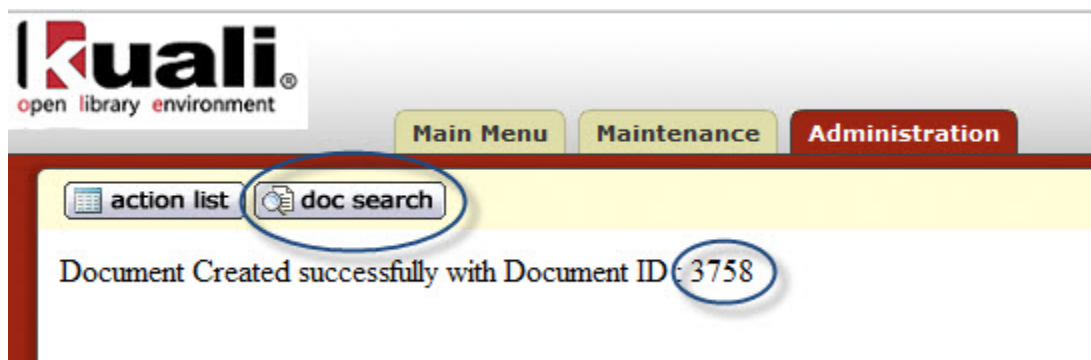 kuali®
open library environment
Main Menu Maintenance Administration
action list doc search
Document Created successfully with Document ID : 3758